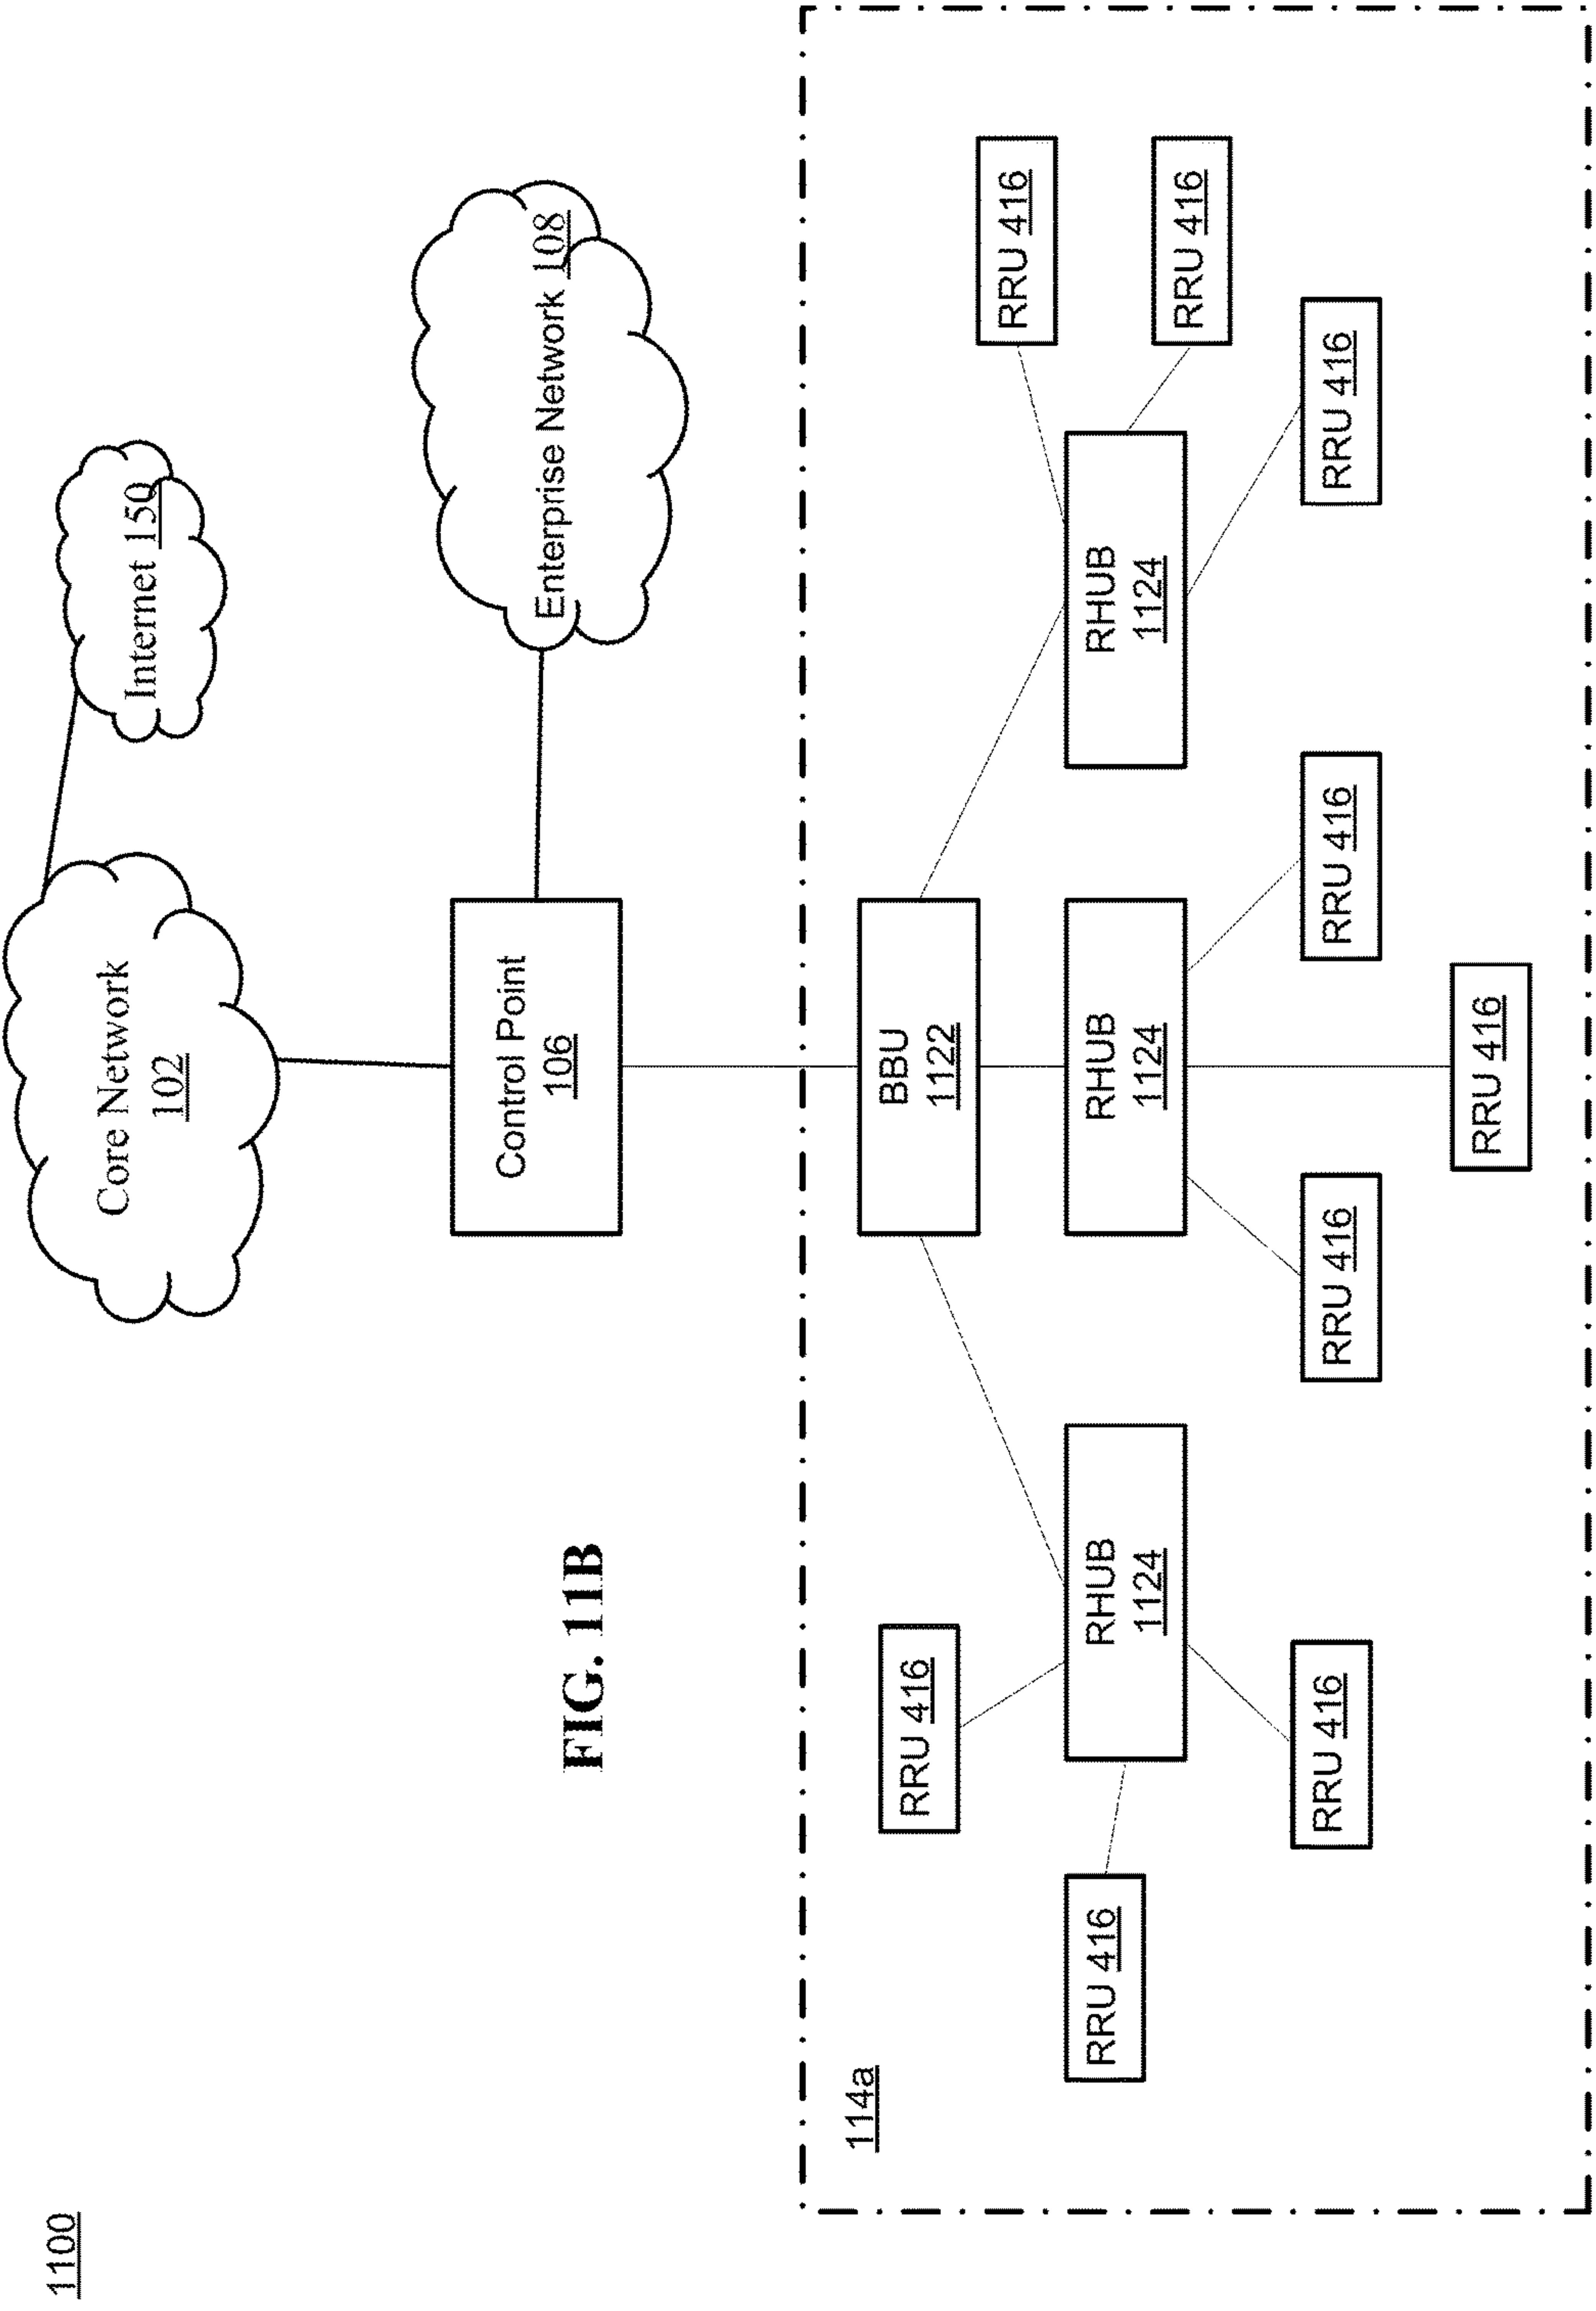 1100
Core Network
102
Internet 150
Control Point
106
Enterprise Network 108
FIG. 11B
114a
BBU
1122
RHUB
1124
RHUB
1124
RHUB
1124
RRU 416
RRU 416
RRU 416
RRU 416
RRU 416
RRU 416
RRU 416
RRU 416
RRU 416